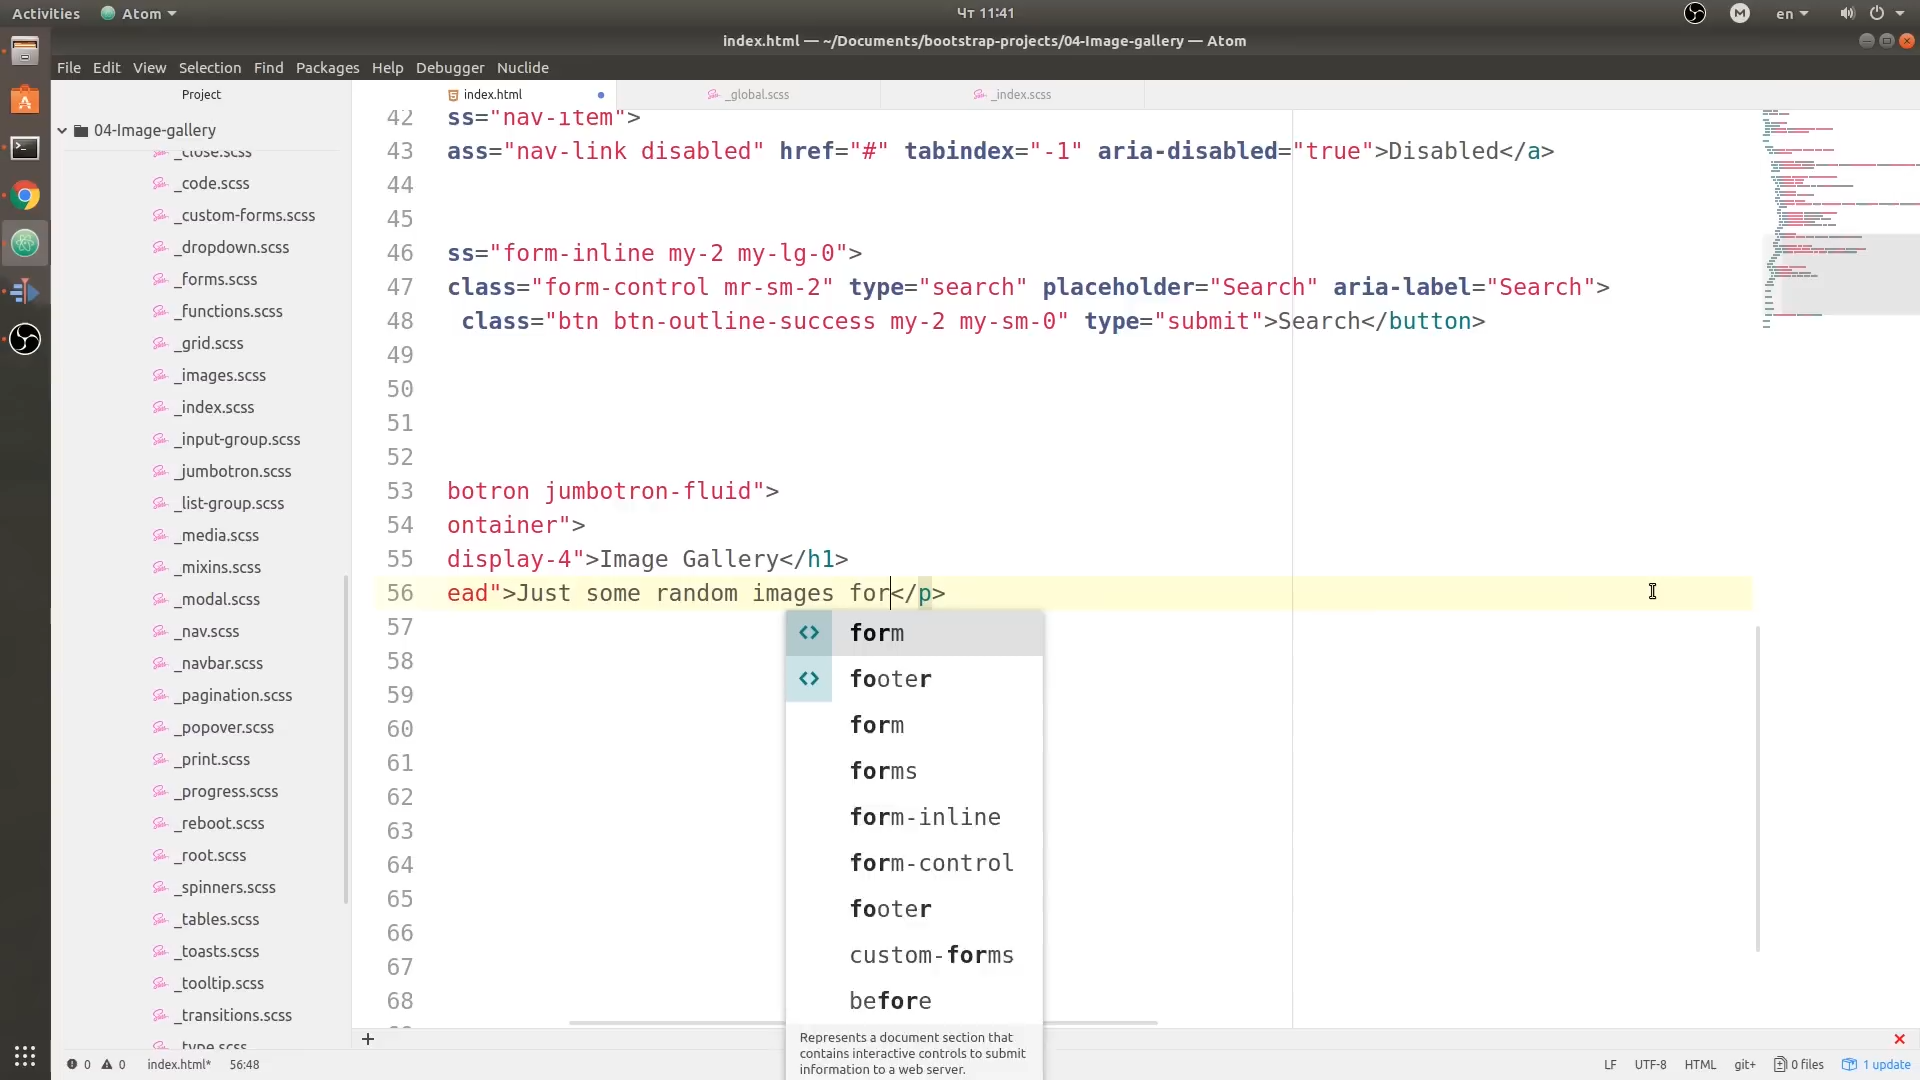 Activities
Atom
Чт 11:41
M
en
index.html — ~/Documents/bootstrap-projects/04-Image-gallery — Atom
File Edit View Selection Find Packages Help Debugger Nuclide
Project
index.html
_global.scss
_index.scss
04-Image-gallery
_close.scss
_code.scss
_custom-forms.scss
_dropdown.scss
_forms.scss
_functions.scss
_grid.scss
_images.scss
_index.scss
_input-group.scss
_jumbotron.scss
_list-group.scss
_media.scss
_mixins.scss
_modal.scss
_nav.scss
_navbar.scss
_pagination.scss
_popover.scss
_print.scss
_progress.scss
_reboot.scss
_root.scss
_spinners.scss
_tables.scss
_toasts.scss
_tooltip.scss
_transitions.scss
_type.scss
42 ss="nav-item">
43 ass="nav-link disabled" href="#" tabindex="-1" aria-disabled="true">Disabled</a>
44
45
46 ss="form-inline my-2 my-lg-0">
47 class="form-control mr-sm-2" type="search" placeholder="Search" aria-label="Search">
48 class="btn btn-outline-success my-2 my-sm-0" type="submit">Search</button>
49
50
51
52
53 botron jumbotron-fluid">
54 ontainer">
55 display-4">Image Gallery</h1>
56 ead">Just some random images for</p>
57
58
59
60
61
62
63
64
65
66
67
68
<> form
<> footer
form
forms
form-inline
form-control
footer
custom-forms
before
Represents a document section that
contains interactive controls to submit
information to a web server.
0 0 index.html* 56:48
LF UTF-8 HTML git+ 0 files 1 update